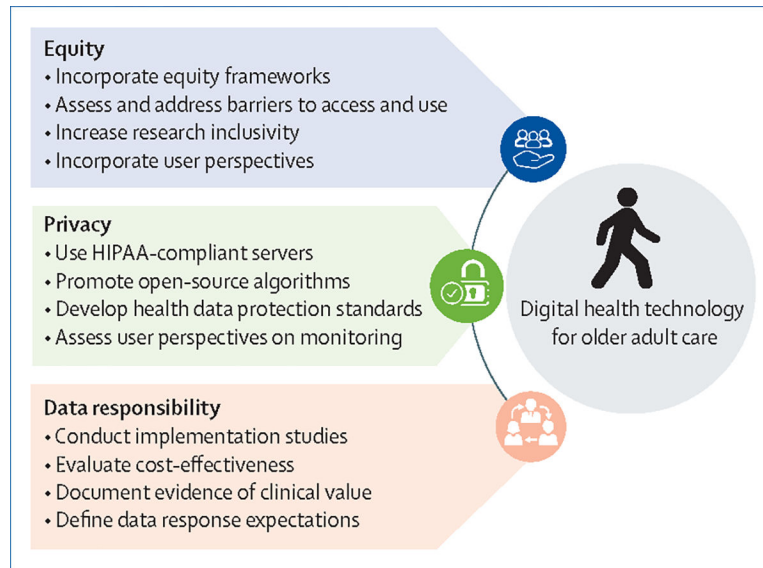 Equity
• Incorporate equity frameworks
• Assess and address barriers to access and use
• Increase research inclusivity
• Incorporate user perspectives
Privacy
• Use HIPAA-compliant servers
• Promote open-source algorithms
• Develop health data protection standards
• Assess user perspectives on monitoring
Digital health technology
for older adult care
Data responsibility
• Conduct implementation studies
• Evaluate cost-effectiveness
• Document evidence of clinical value
• Define data response expectations